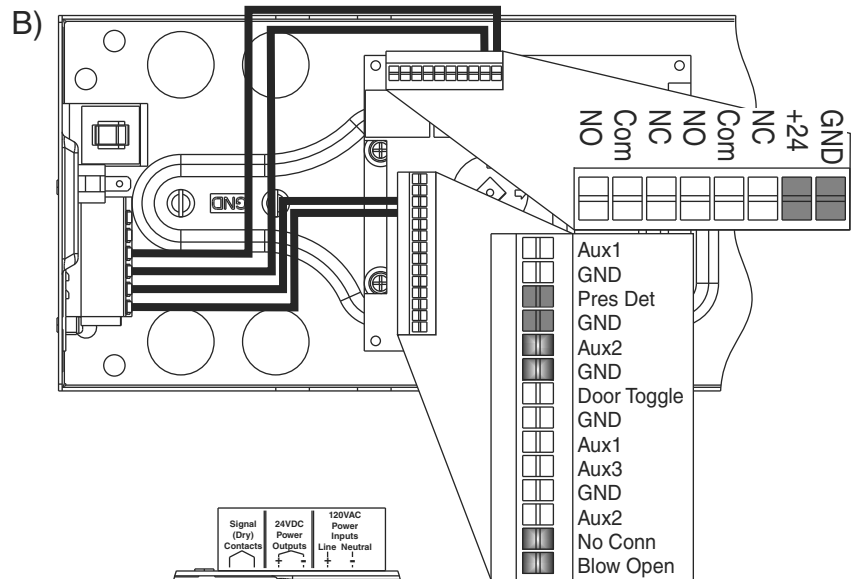 B)
NO Com NC NO Com NC +24 GND
GND
Aux1
GND
Pres Det
GND
Aux2
GND
Door Toggle
GND
Aux1
Aux3
GND
Aux2
No Conn
Blow Open
Signal (Dry) Contacts
24VDC Power Outputs
+ -
120VAC Power Inputs
Line Neutral
+ -